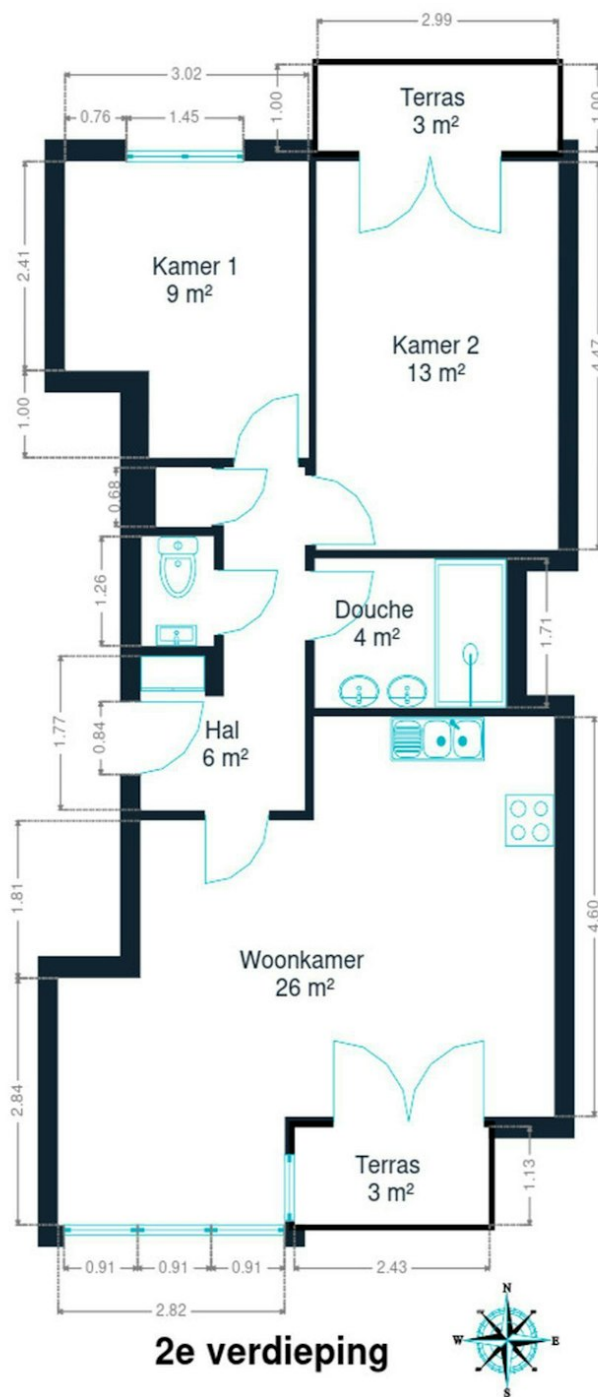 2.99
3.02
1.00
Terras
3 m²
1.00
0.76
1.45
2.41
Kamer 1
9 m²
Kamer 2
13 m²
4.47
1.00
0.68
1.26
Douche
4 m²
1.71
1.77
0.84
Hal
6 m²
1.81
4.60
Woonkamer
26 m²
2.84
Terras
3 m²
1.13
0.91
0.91
0.91
2.43
2.82
2e verdieping
N
W
E
S